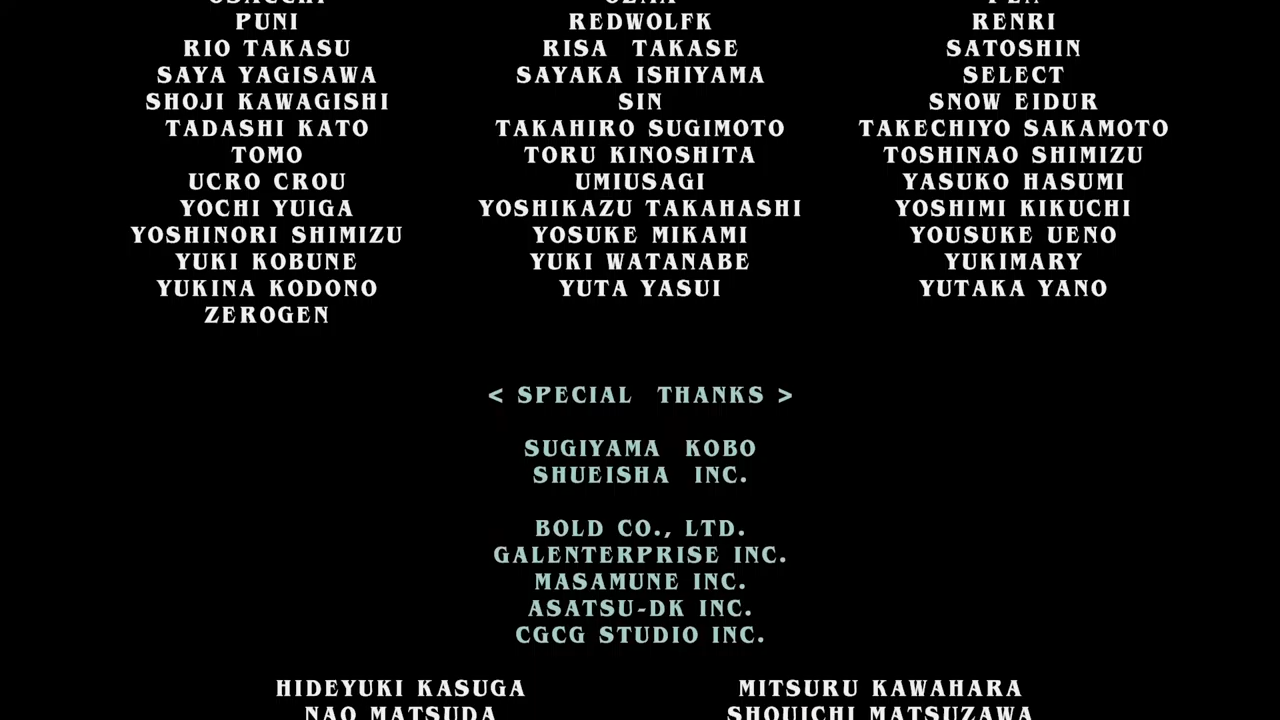 PUNI REDWOLFK RENRI
RIO TAKASU RISA TAKASE SATOSHIN
SAYA YAGISAWA SAYAKA ISHIYAMA SELECT
SHOJI KAWAGISHI SIN SNOW EIDUR
TADASHI KATO TAKAHIRO SUGIMOTO TAKECHIYO SAKAMOTO
TOMO TORU KINOSHITA TOSHINAO SHIMIZU
UCRO CROU UMIUSAGI YASUKO HASUMI
YOCHI YUIGA YOSHIKAZU TAKAHASHI YOSHIMI KIKUCHI
YOSHINORI SHIMIZU YOSUKE MIKAMI YOUSUKE UENO
YUKI KOBUNE YUKI WATANABE YUKIMARY
YUKINA KODONO YUTA YASUI YUTAKA YANO
ZEROGEN
< SPECIAL THANKS >
SUGIYAMA KOBO
SHUEISHA INC.
BOLD CO., LTD.
GALENTERPRISE INC.
MASAMUNE INC.
ASATSU-DK INC.
CGCG STUDIO INC.
HIDEYUKI KASUGA MITSURU KAWAHARA
NAO MATSUDA SHOUICHI MATSUZAWA